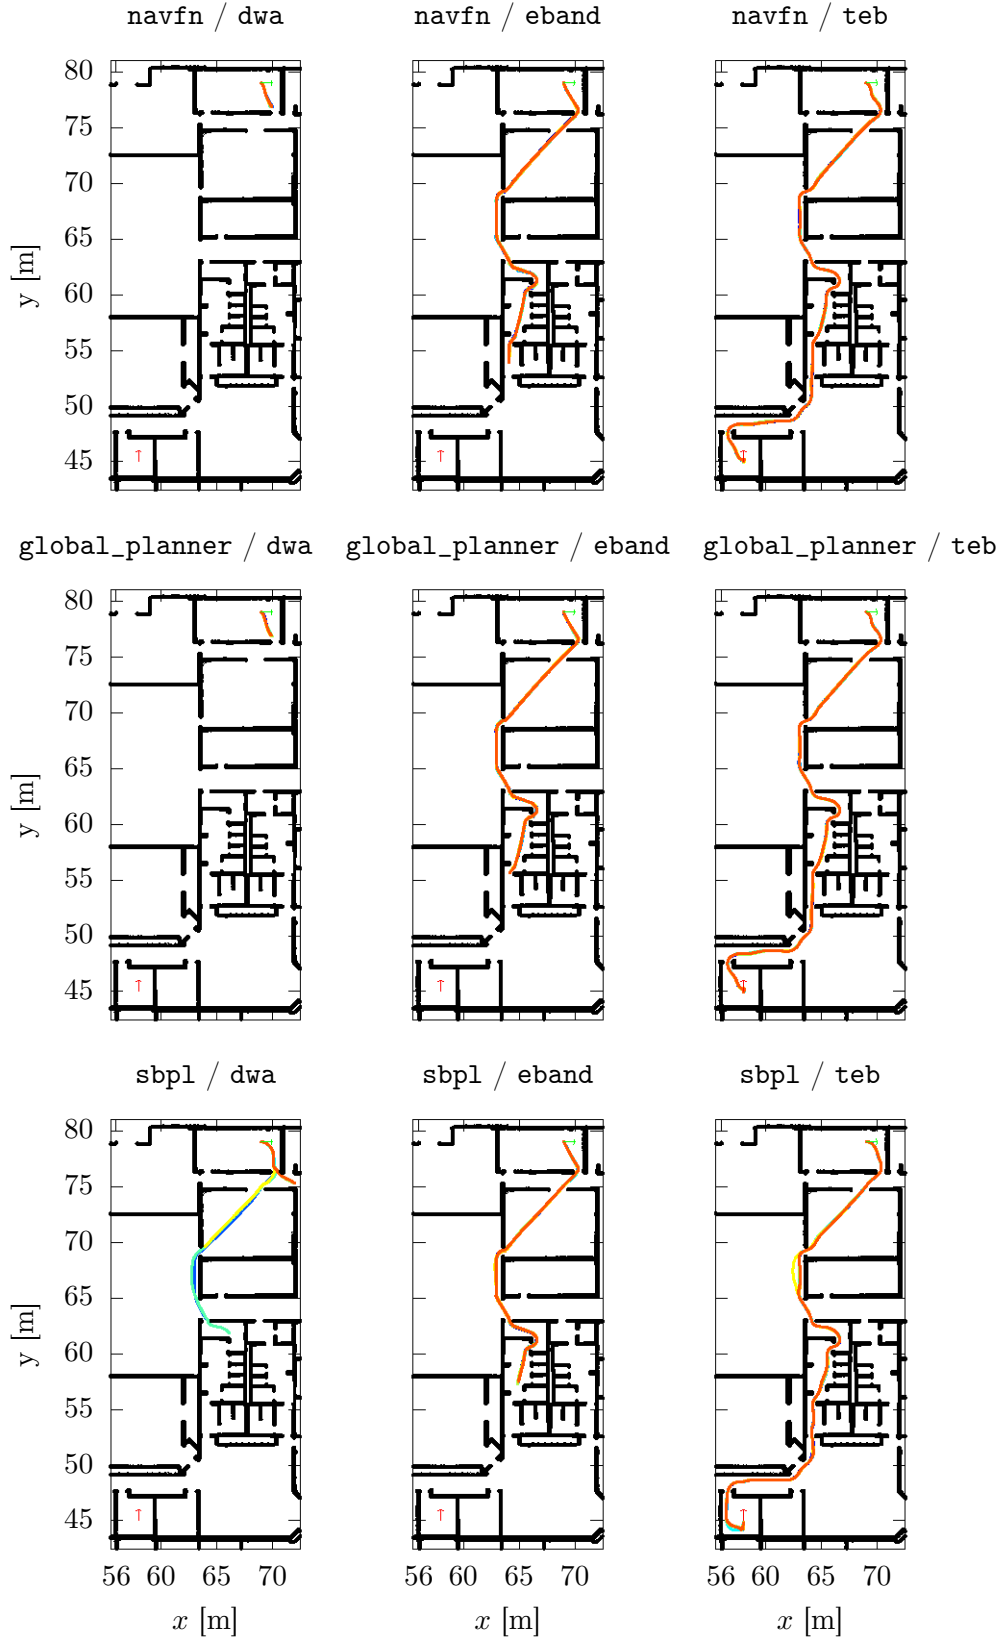 navfn / dwa
navfn / eband
navfn / teb
80
75
70
65
60
55
50
45
y [m]
global_planner / dwa
global_planner / eband
global_planner / teb
80
75
70
65
60
55
50
45
y [m]
sbpl / dwa
sbpl / eband
sbpl / teb
80
75
70
65
60
55
50
45
y [m]
56 60 65 70
56 60 65 70
56 60 65 70
x [m]
x [m]
x [m]